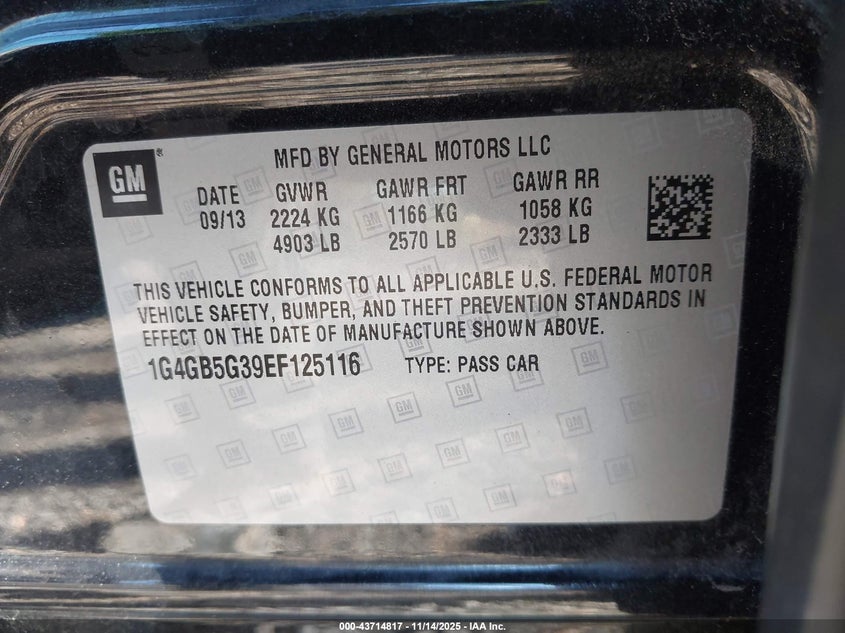 GM
MFD BY GENERAL MOTORS LLC
DATE GVWR GAWR FRT GAWR RR
09/13 2224 KG 1166 KG 1058 KG
4903 LB 2570 LB 2333 LB
THIS VEHICLE CONFORMS TO ALL APPLICABLE U.S. FEDERAL MOTOR
VEHICLE SAFETY, BUMPER, AND THEFT PREVENTION STANDARDS IN
EFFECT ON THE DATE OF MANUFACTURE SHOWN ABOVE.
1G4GB5G39EF125116 TYPE: PASS CAR
1G0-43714817 - 11/14/2025 - IAA Inc.